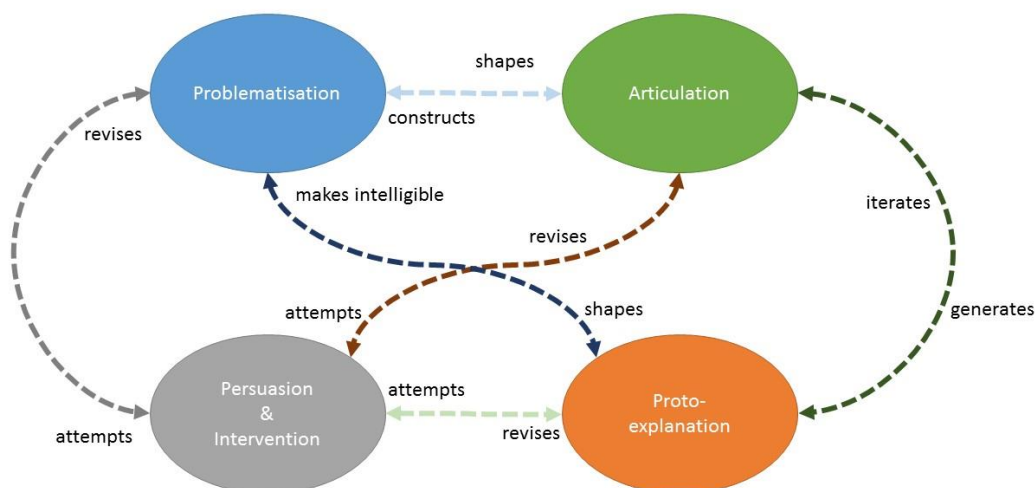 shapes
Problematisation
Articulation
constructs
revises
makes intelligible
iterates
revises
attempts
shapes
generates
Persuasion
&
Intervention
attempts
Proto-
explanation
revises
attempts